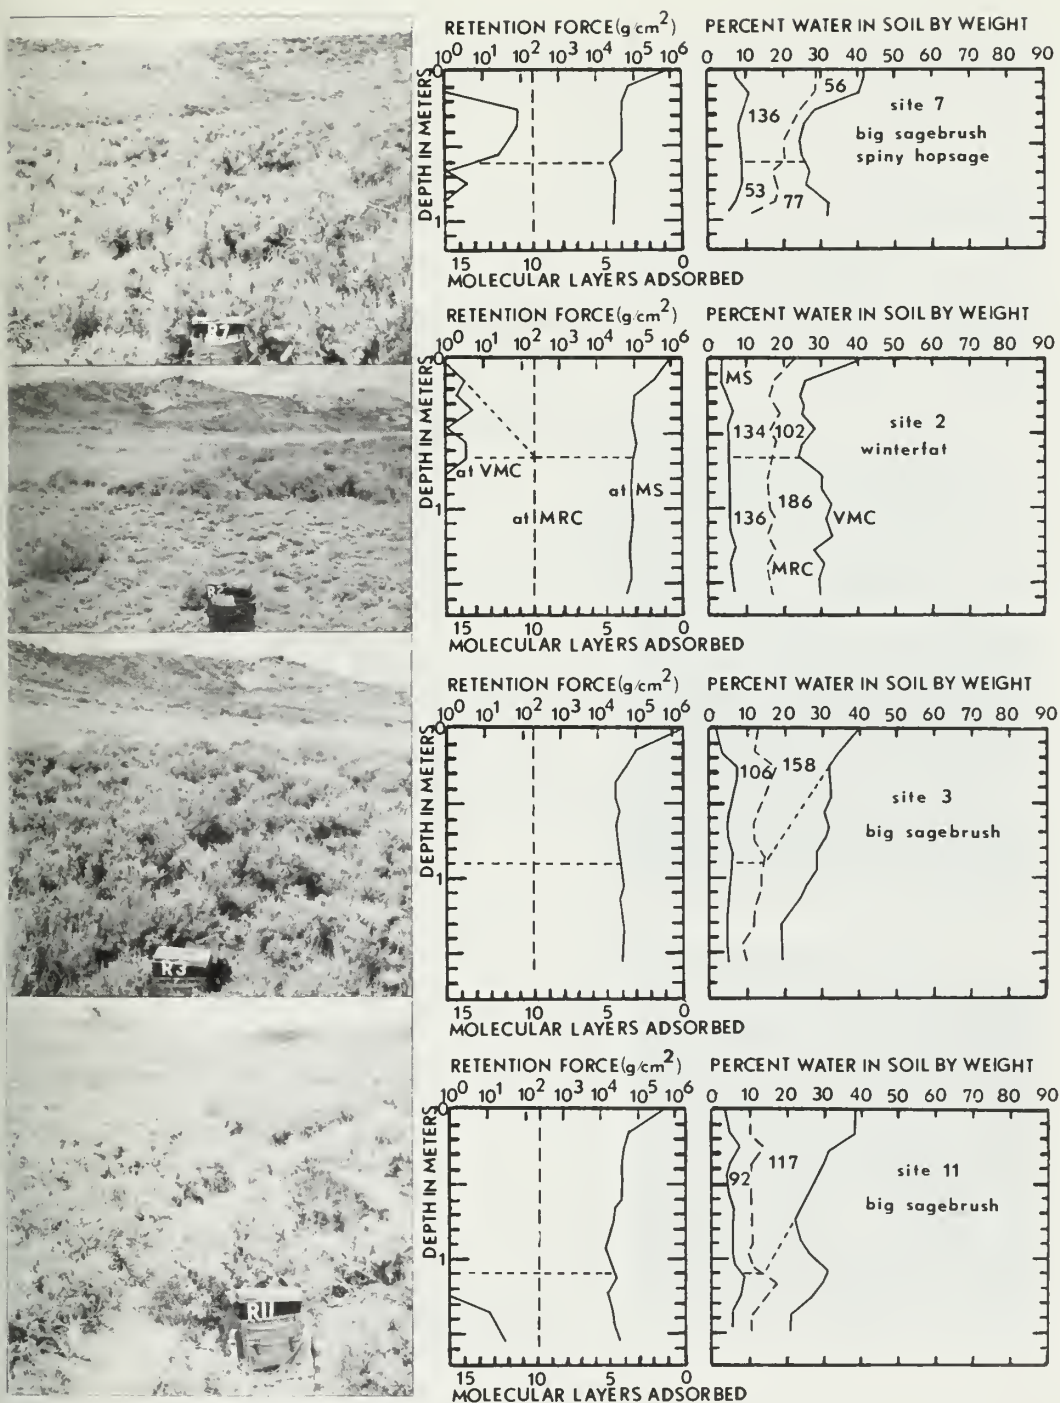 RETENTION FORCE(g/cm²) PERCENT WATER IN SOIL BY WEIGHT
10⁰ 10¹ 10² 10³ 10⁴ 10⁵ 10⁶ 0 10 20 30 40 50 60 70 80 90
DEPTH IN METERS
0
1
136
56
53
77
site 7
big sagebrush
spiny hopsage
R7
15 10 5 0
MOLECULAR LAYERS ADSORBED
RETENTION FORCE(g/cm²) PERCENT WATER IN SOIL BY WEIGHT
10⁰ 10¹ 10² 10³ 10⁴ 10⁵ 10⁶ 0 10 20 30 40 50 60 70 80 90
DEPTH IN METERS
0
1
at VMC
at MRC
at MS
MS
134
102
136
186
VMC
MRC
site 2
winterfat
R2
15 10 5 0
MOLECULAR LAYERS ADSORBED
RETENTION FORCE(g/cm²) PERCENT WATER IN SOIL BY WEIGHT
10⁰ 10¹ 10² 10³ 10⁴ 10⁵ 10⁶ 0 10 20 30 40 50 60 70 80 90
DEPTH IN METERS
0
1
106
158
site 3
big sagebrush
R3
15 10 5 0
MOLECULAR LAYERS ADSORBED
RETENTION FORCE(g/cm²) PERCENT WATER IN SOIL BY WEIGHT
10⁰ 10¹ 10² 10³ 10⁴ 10⁵ 10⁶ 0 10 20 30 40 50 60 70 80 90
DEPTH IN METERS
0
1
92
117
site 11
big sagebrush
R11
15 10 5 0
MOLECULAR LAYERS ADSORBED